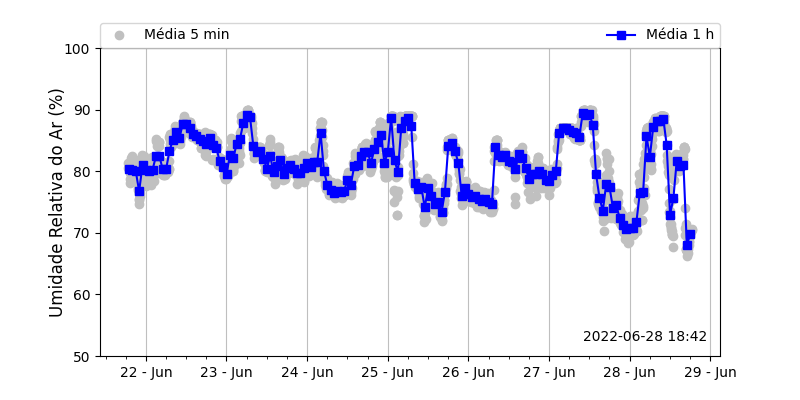 Média 5 min
Média 1 h
Umidade Relativa do Ar (%)
100
90
80
70
60
50
2022-06-28 18:42
22 - Jun
23 - Jun
24 - Jun
25 - Jun
26 - Jun
27 - Jun
28 - Jun
29 - Jun